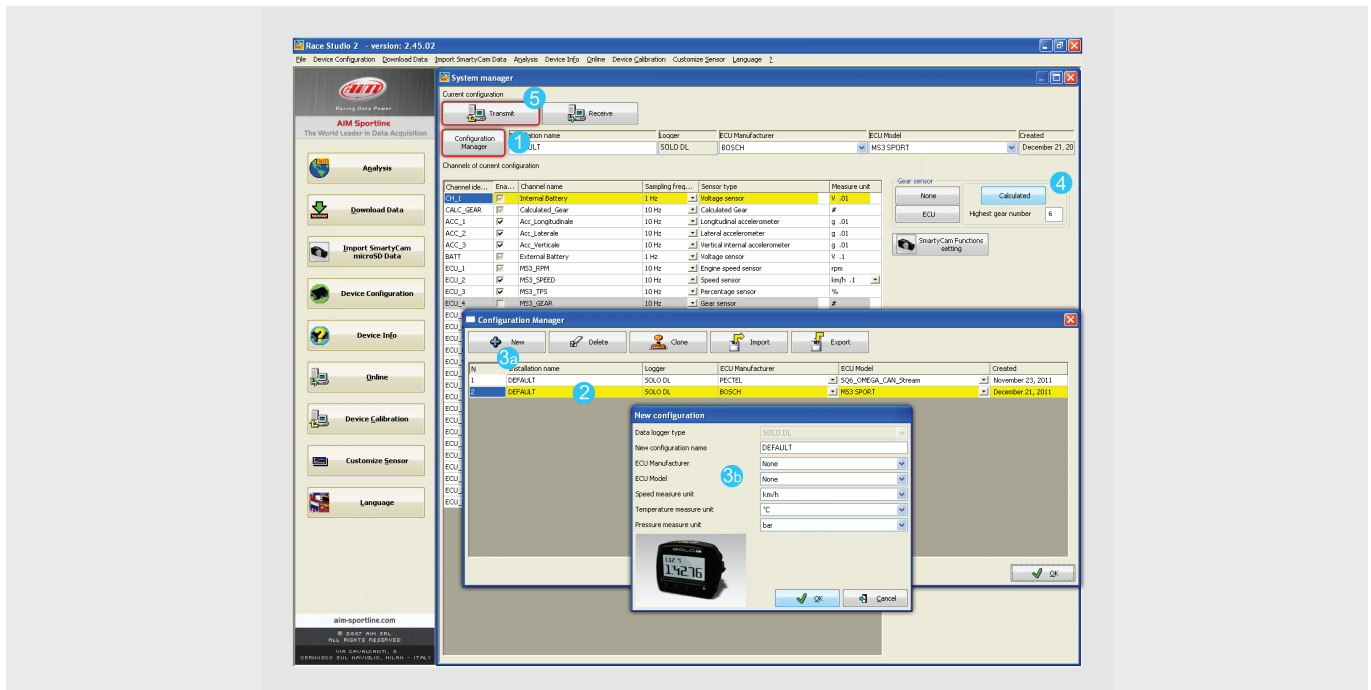 Race Studio 2 - version: 2.45.02
File Device Configuration Download Data Import SmartyCam Data Analysis Device Info Online Device Calibration Customize Sensor Language ?
AiM
Racing Data Power
AIM Sportline
The World Leader in Data Acquisition
Analysis
Download Data
Import SmartyCam microSD Data
Device Configuration
Device Info
Online
Device Calibration
Customize Sensor
Language
aim-sportline.com
© 2007 AIM SRL
ALL RIGHTS RESERVED
VIA CAVALCANTI, 8
CERNUSCO SUL NAVIGLIO, MILAN - ITALY
System manager
Current configuration
Transmit
5
Receive
Configuration Manager
1
Logger ECU Manufacturer ECU Model Created
SOLO DL BOSCH MS3 SPORT December 21, 20
Channels of current configuration
Channel ide... Ena... Channel name Sampling freq... Sensor type Measure unit
CH_1 Internal Battery 1 Hz Voltage sensor V .01
CALC_GEAR Calculated_Gear 10 Hz Calculated Gear #
ACC_1 Acc_Longitudinale 10 Hz Longitudinal accelerometer g .01
ACC_2 Acc_Laterale 10 Hz Lateral accelerometer g .01
ACC_3 Acc_Verticale 10 Hz Vertical internal accelerometer g .01
BATT External Battery 1 Hz Voltage sensor V .1
ECU_1 MS3_RPM 10 Hz Engine speed sensor rpm
ECU_2 MS3_SPEED 10 Hz Speed sensor km/h .1
ECU_3 MS3_TPS 10 Hz Percentage sensor %
ECU_4 MS3_GEAR 10 Hz Gear sensor #
Gear sensor
None
ECU
Calculated
4
Highest gear number 6
SmartyCam Functions setting
Configuration Manager
New
Delete
Clone
Import
Export
3a
N Installation name Logger ECU Manufacturer ECU Model Created
1 DEFAULT SOLO DL PECTEL SQ6_OMEGA_CAN_Stream November 23, 2011
2 DEFAULT 2 SOLO DL BOSCH MS3 SPORT December 21, 2011
New configuration
Data logger type SOLO DL
New configuration name DEFAULT
ECU Manufacturer None
ECU Model None
3b
Speed measure unit km/h
Temperature measure unit °C
Pressure measure unit bar
SOLO
1:42.76
OK
Cancel
OK